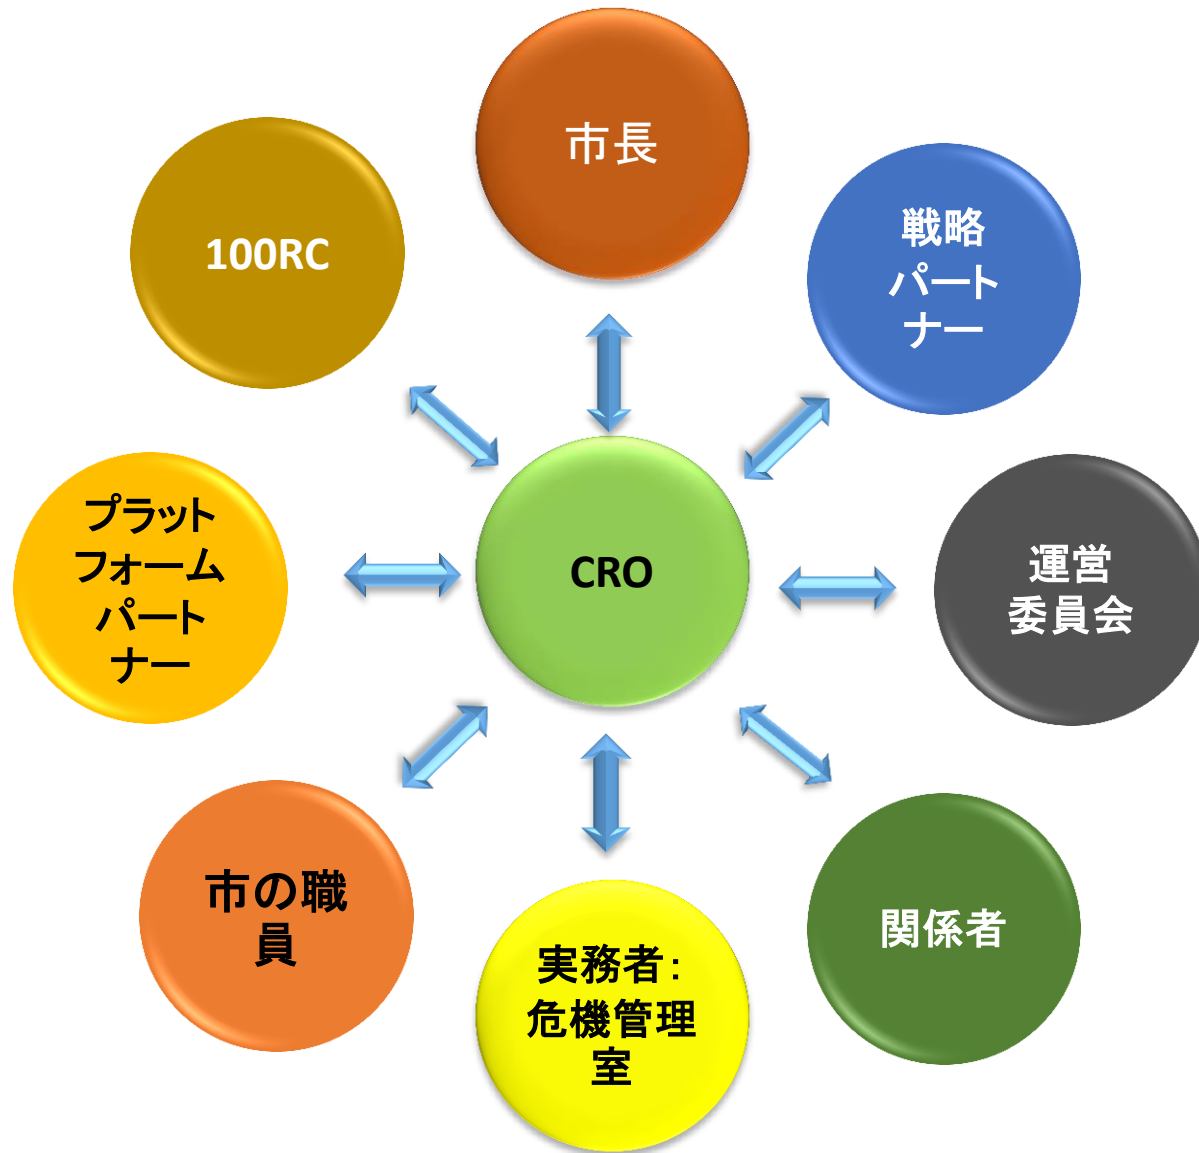 市長
戦略
パート
ナー
100RC
プラット
フォーム
パート
ナー
CRO
運営
委員会
市の職
員
実務者：
危機管理
室
関係者